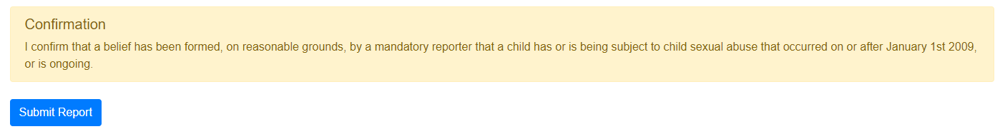 Confirmation
I confirm that a belief has been formed, on reasonable grounds, by a mandatory reporter that a child has or is being subject to child sexual abuse that occurred on or after January 1st 2009,
or is ongoing.
Submit Report